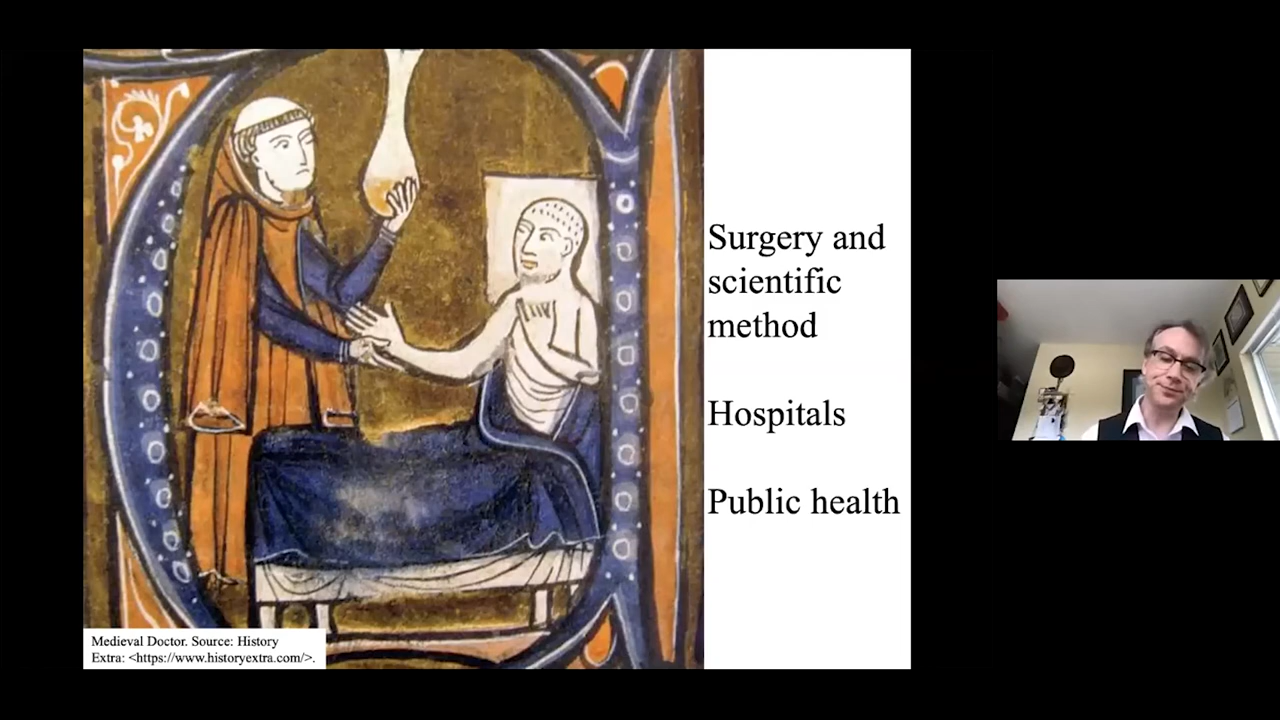 Surgery and
scientific
method
Hospitals
Public health
Medieval Doctor. Source: History
Extra: <https://www.historyextra.com/>.